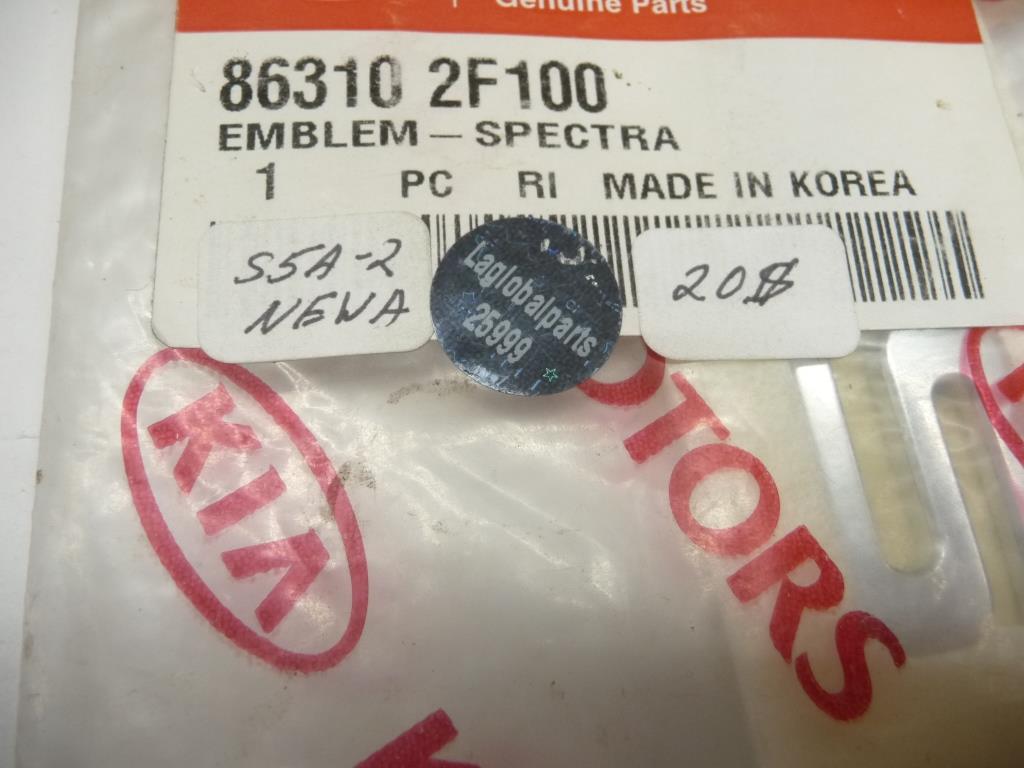 Genuine Parts
86310 2F100
EMBLEM – SPECTRA
1 PC RI MADE IN KOREA
S5A-2
NEWA
Laglobalparts
25999
20$
KIA
OTORS
K